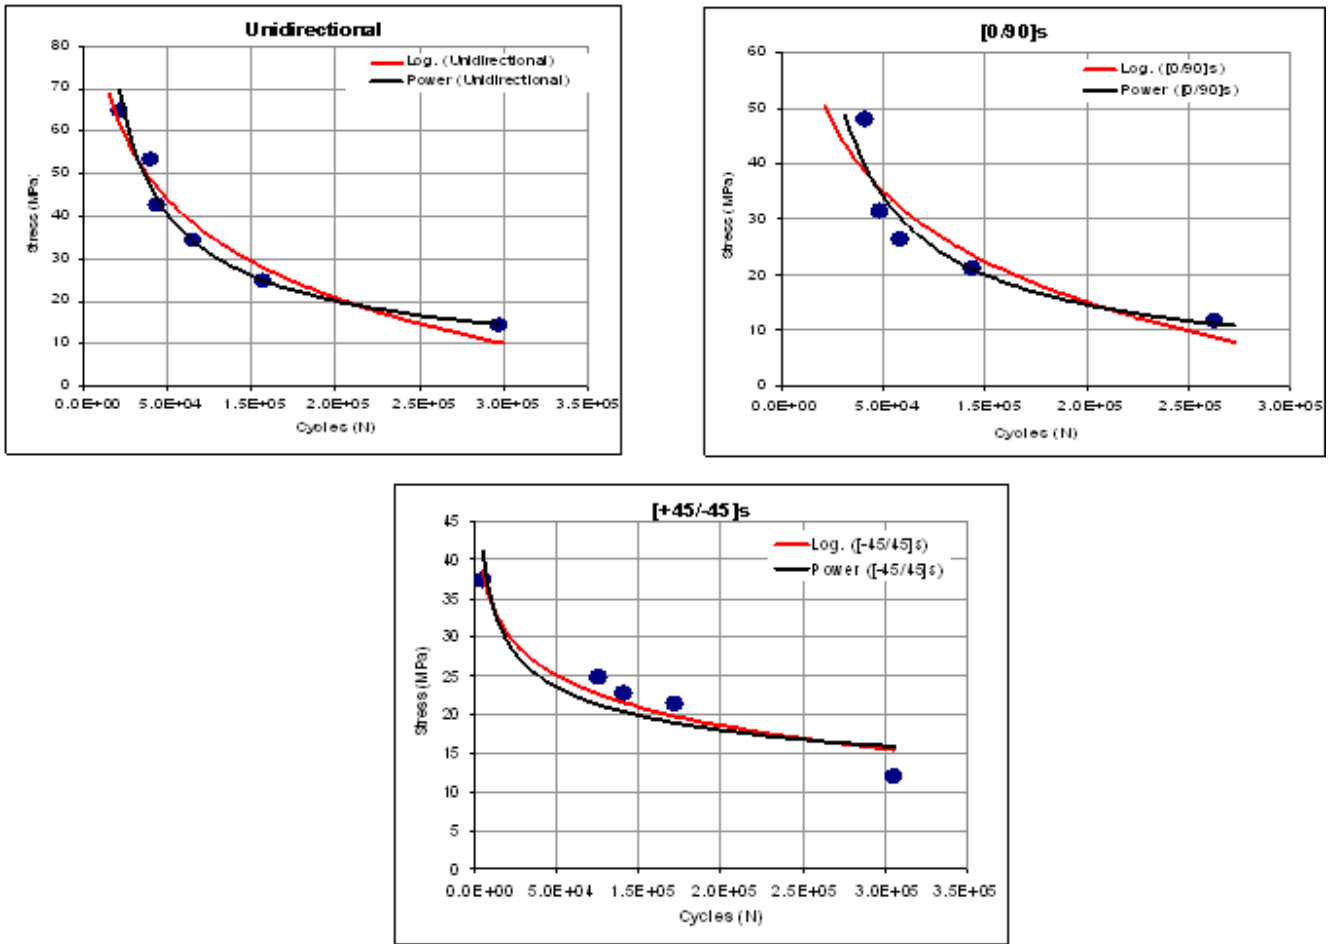 Unidirectional
Log. (Unidirectional)
Power (Unidirectional)
80
70
60
50
40
30
20
10
0
Stress (MPa)
0.0E+00 5.0E+04 1.5E+05 2.0E+05 2.5E+05 3.0E+05 3.5E+05
Cycles (N)
[0/90]s
Log. ([0/90]s)
Power ([0/90]s)
60
50
40
30
20
10
0
Stress (MPa)
0.0E+00 5.0E+04 1.5E+05 2.0E+05 2.5E+05 3.0E+05
Cycles (N)
[+45/-45]s
Log. ([-45/45]s)
Power ([-45/45]s)
45
40
35
30
25
20
15
10
5
0
Stress (MPa)
0.0E+00 5.0E+04 1.5E+05 2.0E+05 2.5E+05 3.0E+05 3.5E+05
Cycles (N)